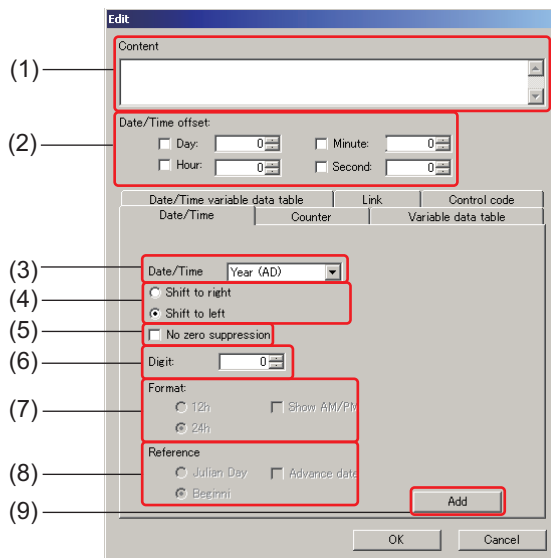 Edit
(1) Content
(2) Date/Time offset:
Day: 0 Minute: 0
Hour: 0 Second: 0
Date/Time variable data table Link Control code
Date/Time Counter Variable data table
(3) Date/Time Year (AD)
(4) Shift to right
Shift to left
(5) No zero suppression
(6) Digit: 0
Format:
(7) 12h Show AM/PM
24h
Reference
(8) Julian Day Advance date
Beginni
(9) Add
OK Cancel